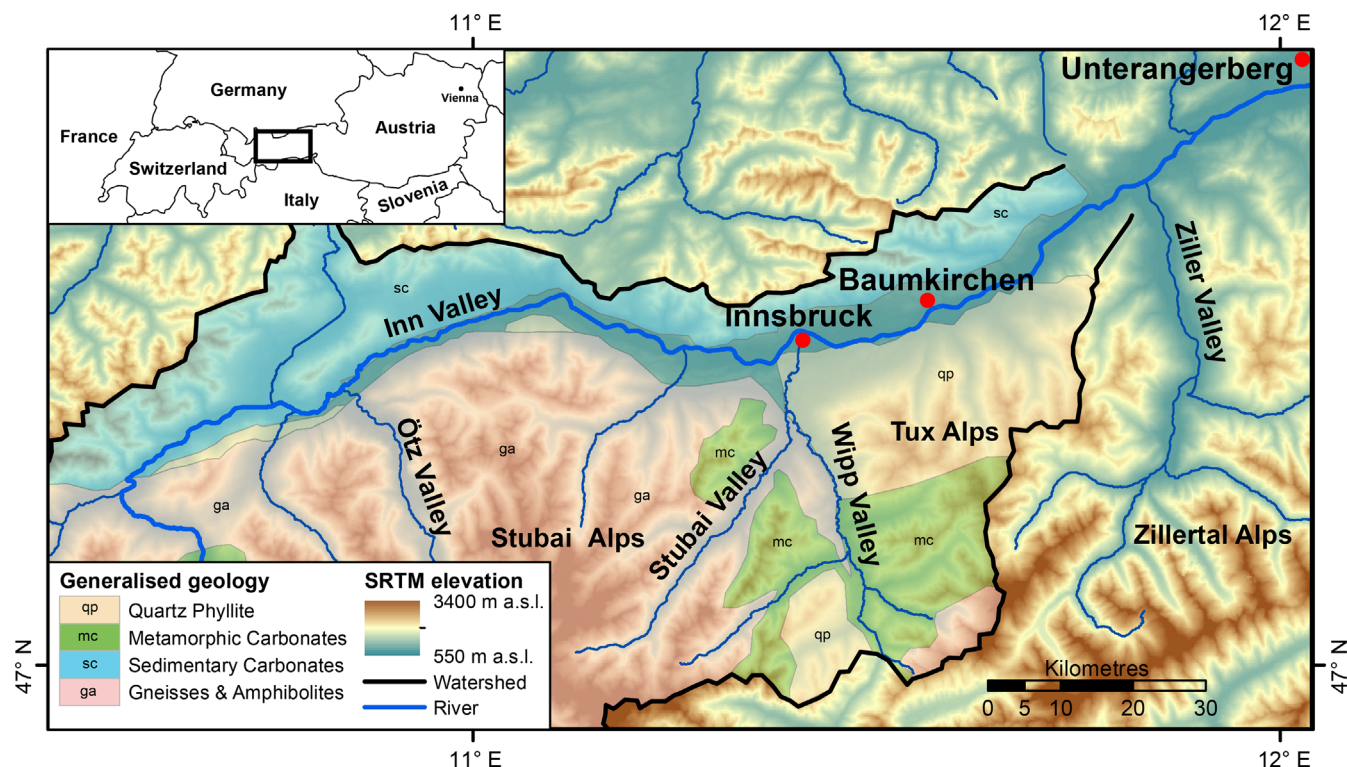 11° E
12° E
Germany
Vienna
France
Austria
Switzerland
Italy
Slovenia
Unterangerberg
sc
Ziller Valley
Baumkirchen
sc
Inn Valley
Innsbruck
qp
Tux Alps
Ötz Valley
ga
mc
Wipp Valley
Stubai Valley
ga
ga
Stubai Alps
mc
mc
Zillertal Alps
qp
Generalised geology
qp Quartz Phyllite
mc Metamorphic Carbonates
sc Sedimentary Carbonates
ga Gneisses & Amphibolites
SRTM elevation
3400 m a.s.l.
550 m a.s.l.
Watershed
River
Kilometres
0 5 10 20 30
47° N
47° N
11° E
12° E